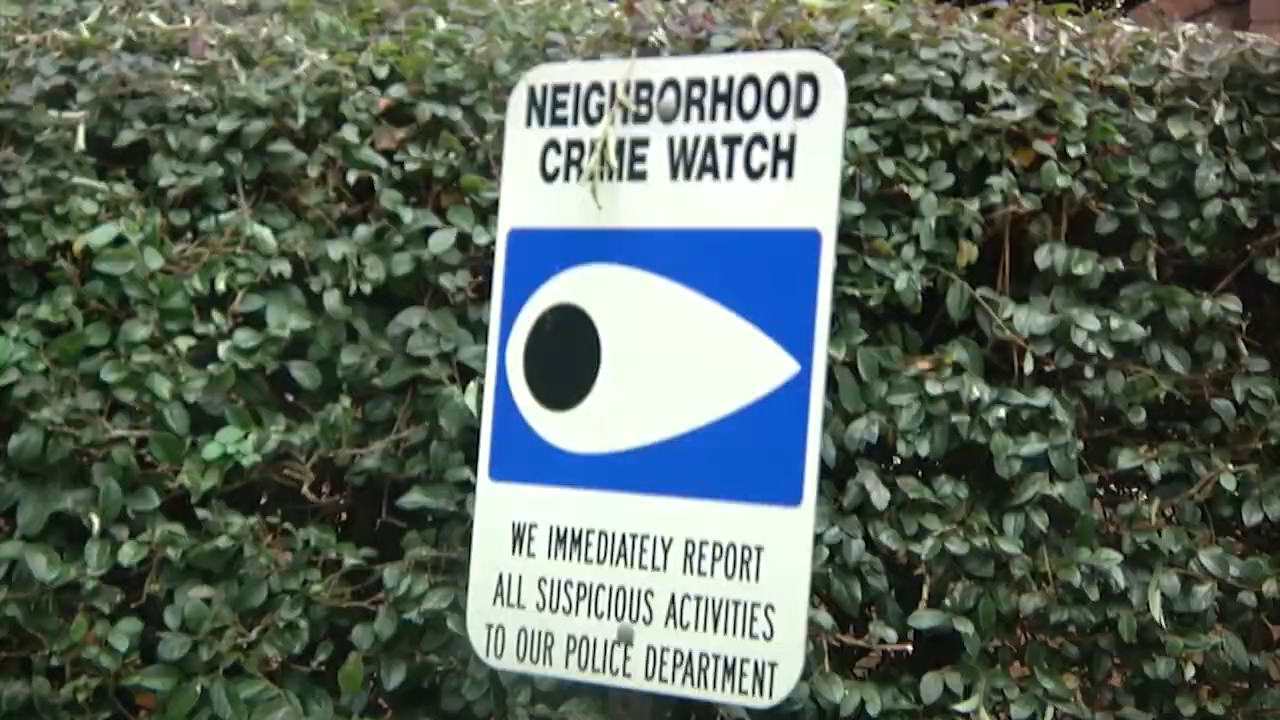 NEIGHBORHOOD
CRIME WATCH
WE IMMEDIATELY REPORT
ALL SUSPICIOUS ACTIVITIES
TO OUR POLICE DEPARTMENT